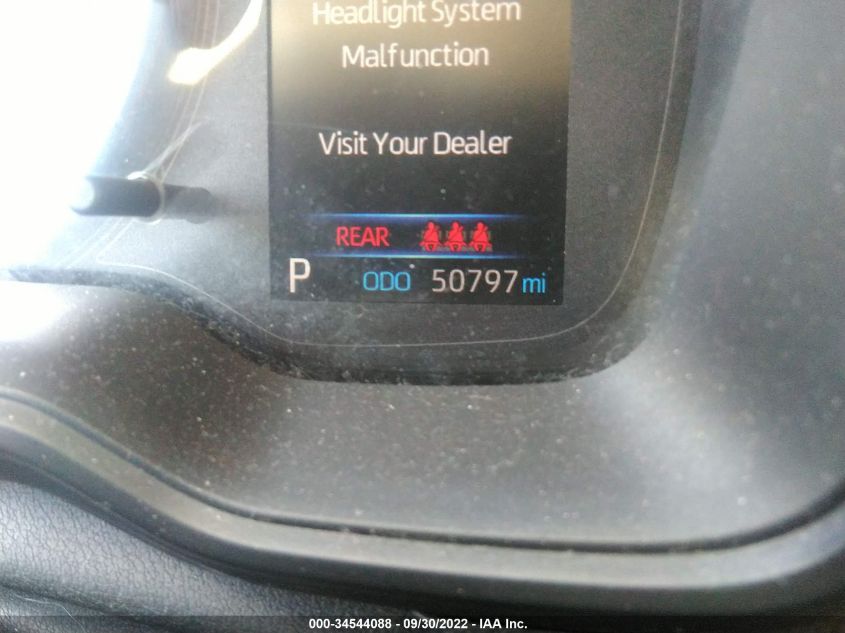 Headlight System
Malfunction
Visit Your Dealer
REAR
P ODO 50797 mi
000-34544088 - 09/30/2022 - IAA Inc.